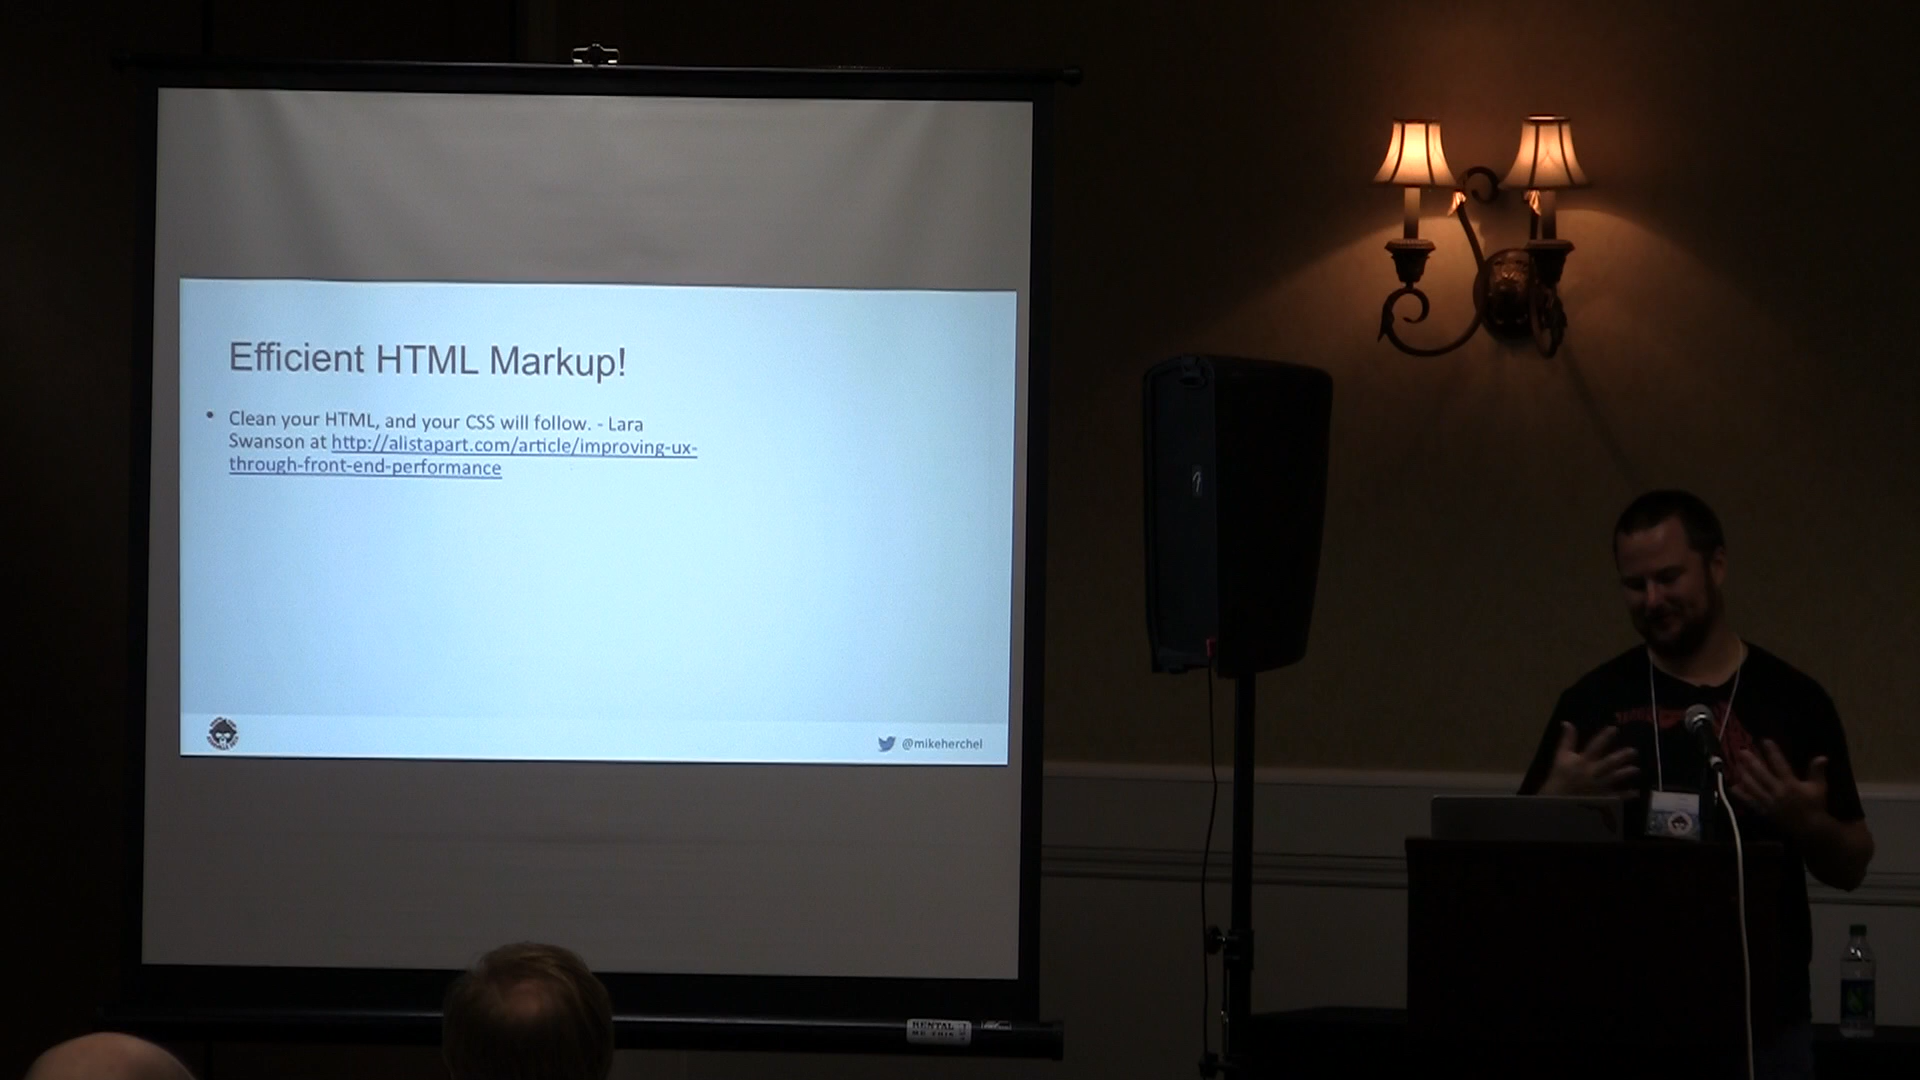 Efficient HTML Markup!
• Clean your HTML, and your CSS will follow. - Lara
Swanson at http://alistapart.com/article/improving-ux-
through-front-end-performance
@mikeherchel
RENTAL